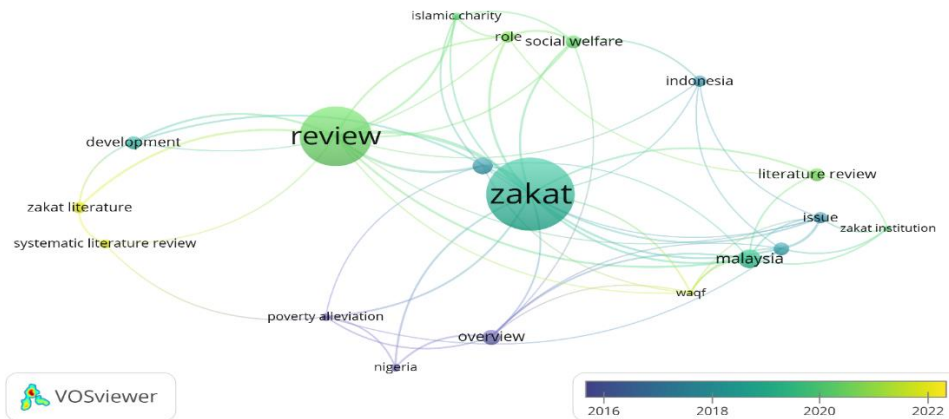 islamic charity
role
social welfare
indonesia
review
development
zakat
literature review
zakat literature
issue
zakat institution
systematic literature review
malaysia
waqf
poverty alleviation
overview
nigeria
VOSviewer
2016 2018 2020 2022